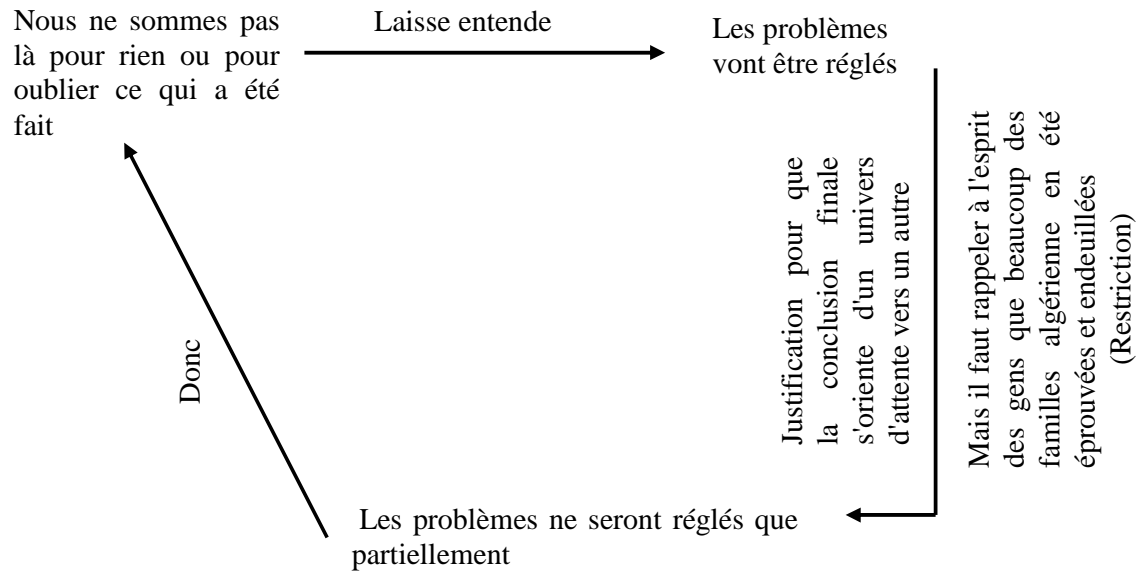 Nous ne sommes pas
là pour rien ou pour
oublier ce qui a été
fait
Laisse entende
Les problèmes
vont être réglés
Justification pour que
la conclusion finale
s'oriente d'un univers
d'attente vers un autre
Mais il faut rappeler à l'esprit
des gens que beaucoup des
familles algérienne en été
éprouvées et endeuillées
(Restriction)
Donc
Les problèmes ne seront réglés que
partiellement